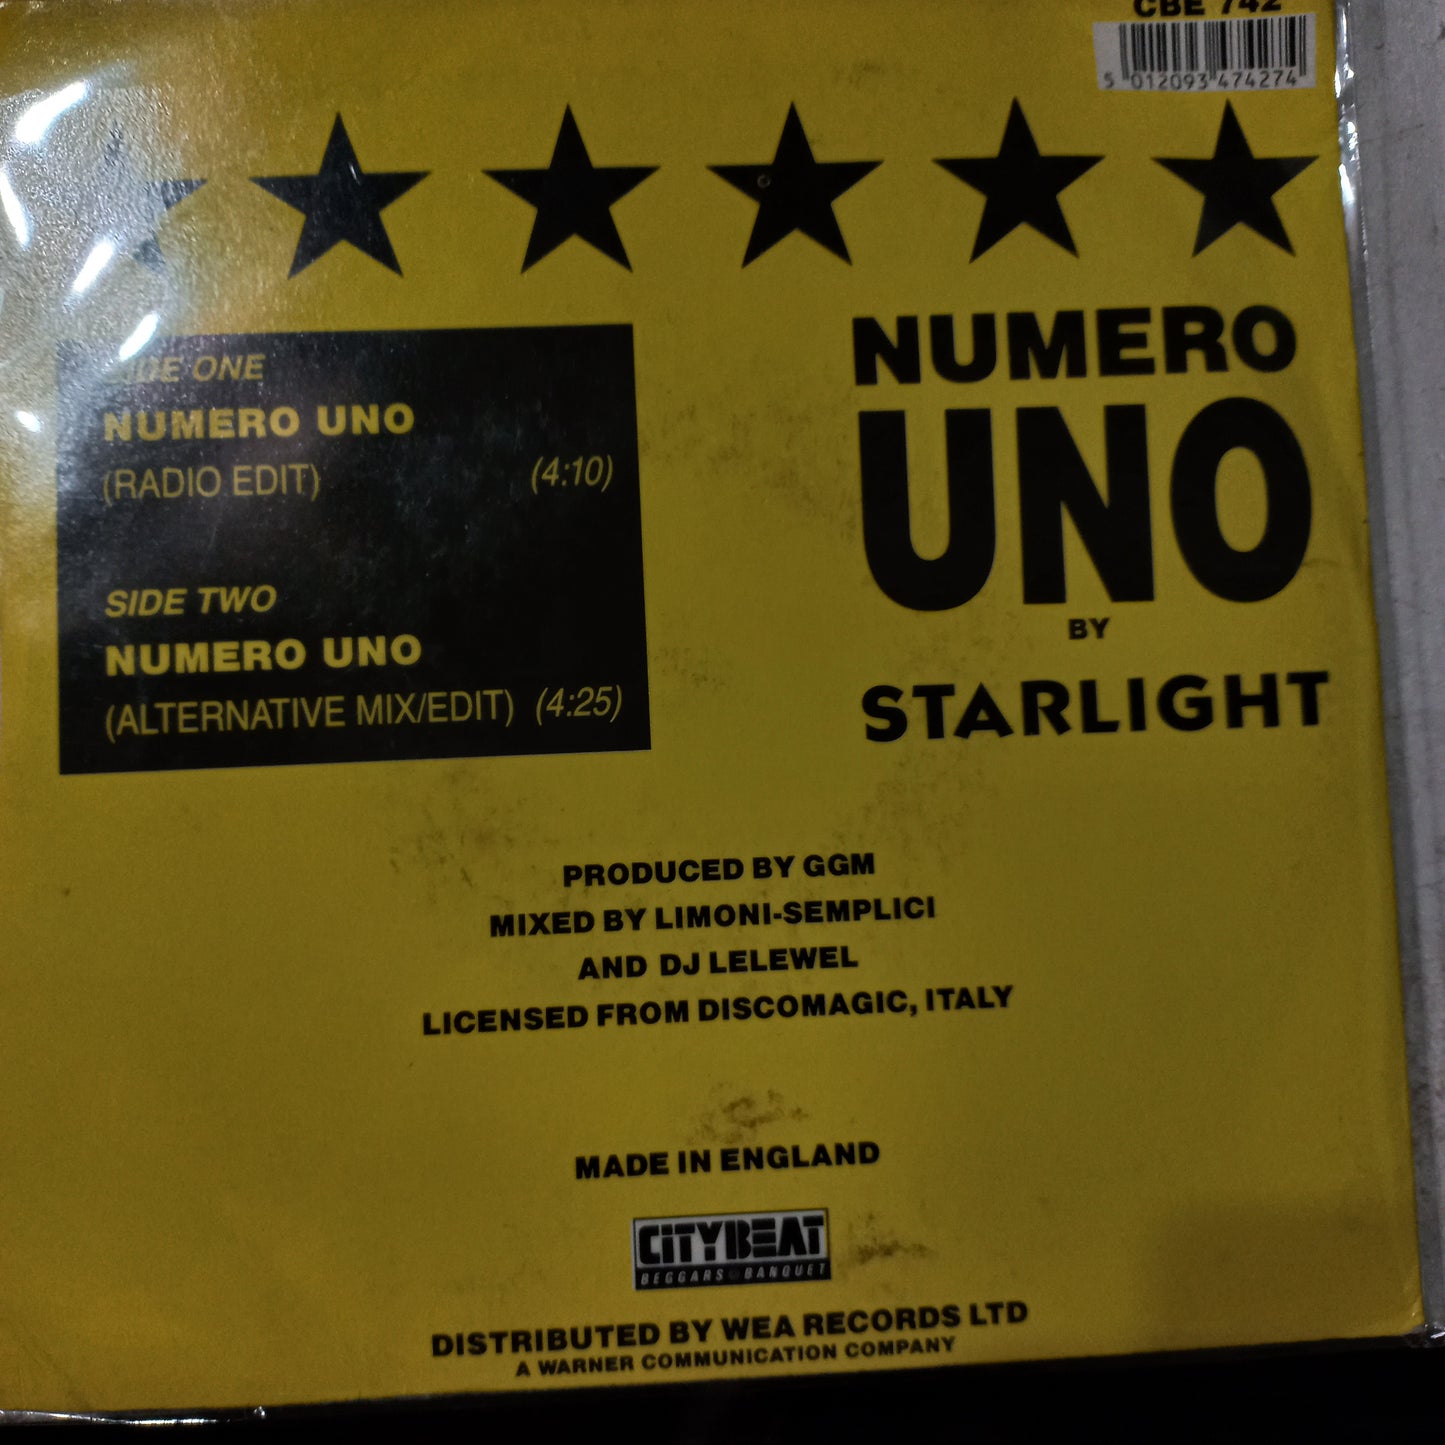 CBE 742
5 012093 474274
SIDE ONE
NUMERO UNO
(RADIO EDIT) (4:10)
SIDE TWO
NUMERO UNO
(ALTERNATIVE MIX/EDIT) (4:25)
NUMERO
UNO
BY
STARLIGHT
PRODUCED BY GGM
MIXED BY LIMONI-SEMPLICI
AND DJ LELEWEL
LICENSED FROM DISCOMAGIC, ITALY
MADE IN ENGLAND
CITYBEAT
BEGGARS BANQUET
DISTRIBUTED BY WEA RECORDS LTD
A WARNER COMMUNICATION COMPANY